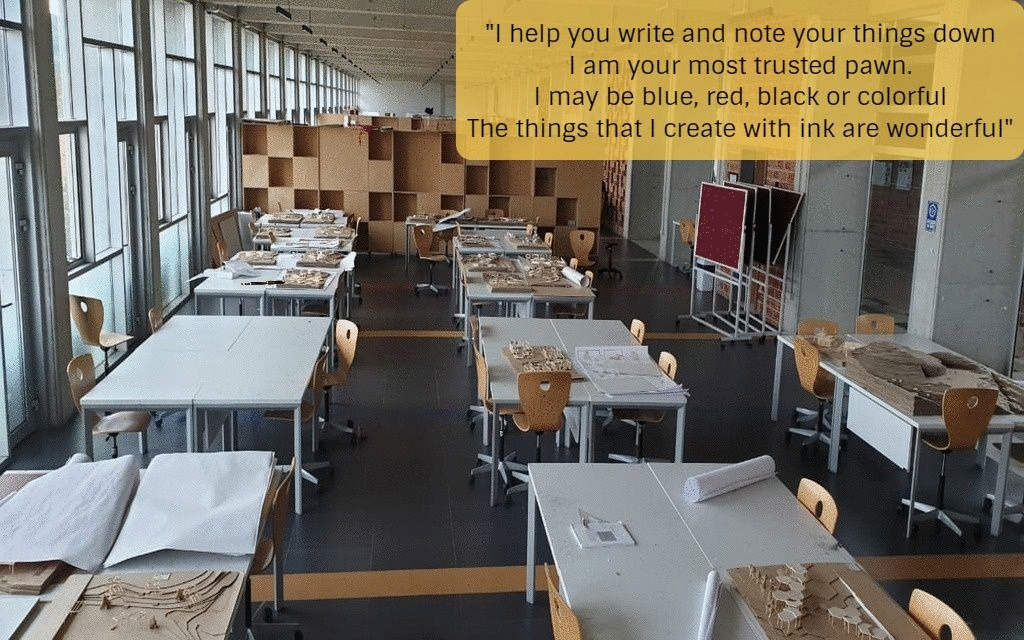 "I help you write and note your things down
I am your most trusted pawn.
I may be blue, red, black or colorful
The things that I create with ink are wonderful"